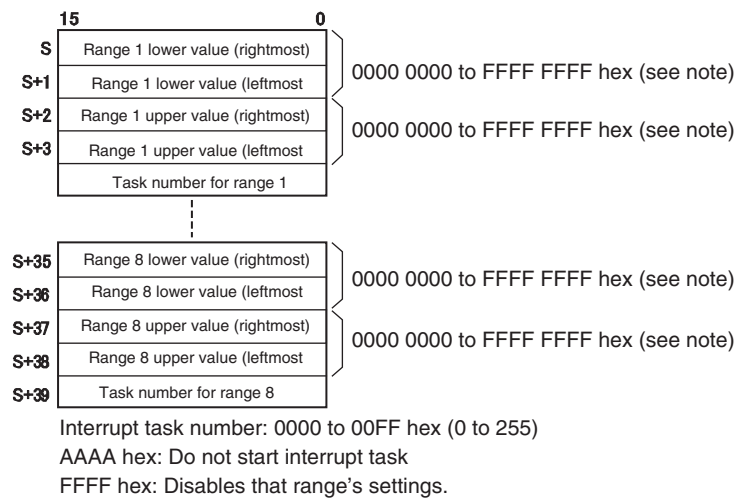 15 0
S Range 1 lower value (rightmost)
S+1 Range 1 lower value (leftmost
0000 0000 to FFFF FFFF hex (see note)
S+2 Range 1 upper value (rightmost)
S+3 Range 1 upper value (leftmost
0000 0000 to FFFF FFFF hex (see note)
Task number for range 1
S+35 Range 8 lower value (rightmost)
S+36 Range 8 lower value (leftmost
0000 0000 to FFFF FFFF hex (see note)
S+37 Range 8 upper value (rightmost)
S+38 Range 8 upper value (leftmost
0000 0000 to FFFF FFFF hex (see note)
S+39 Task number for range 8
Interrupt task number: 0000 to 00FF hex (0 to 255)
AAAA hex: Do not start interrupt task
FFFF hex: Disables that range's settings.